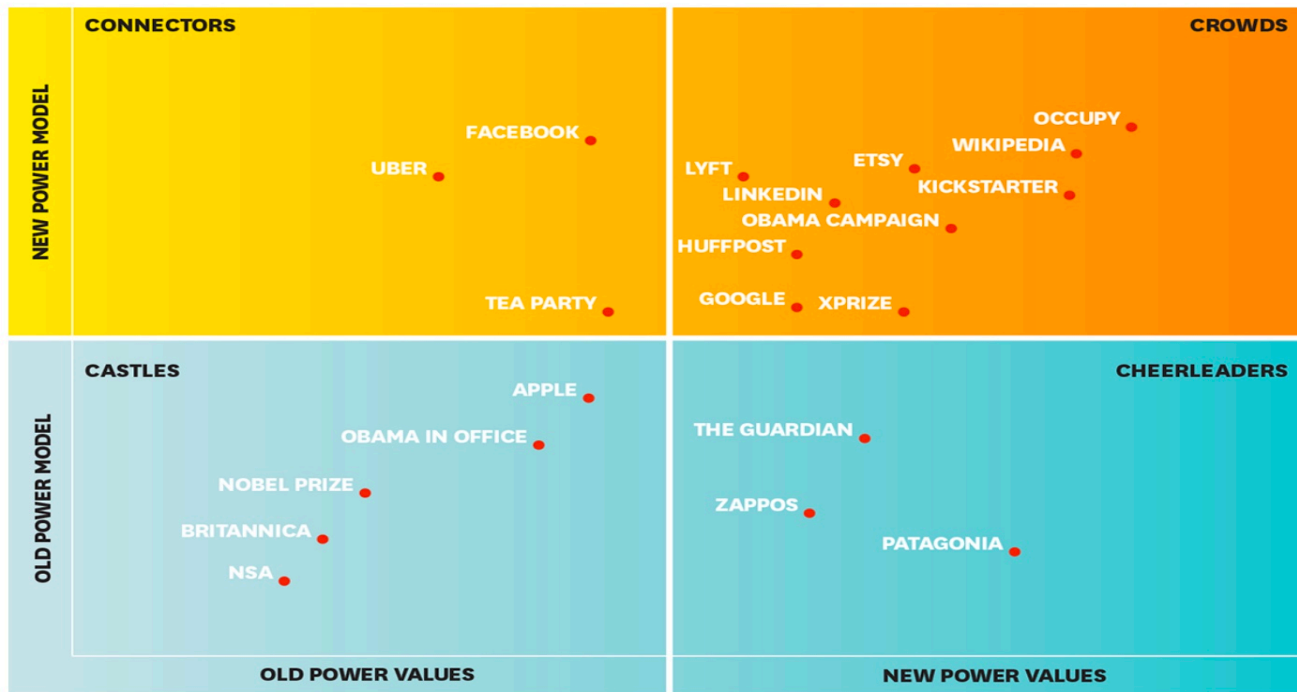 CONNECTORS
CROWDS
NEW POWER MODEL
FACEBOOK
UBER
TEA PARTY
OCCUPY
WIKIPEDIA
ETSY
LYFT
KICKSTARTER
LINKEDIN
OBAMA CAMPAIGN
HUFFPOST
GOOGLE
XPRIZE
CASTLES
CHEERLEADERS
OLD POWER MODEL
APPLE
OBAMA IN OFFICE
NOBEL PRIZE
BRITANNICA
NSA
THE GUARDIAN
ZAPPOS
PATAGONIA
OLD POWER VALUES
NEW POWER VALUES